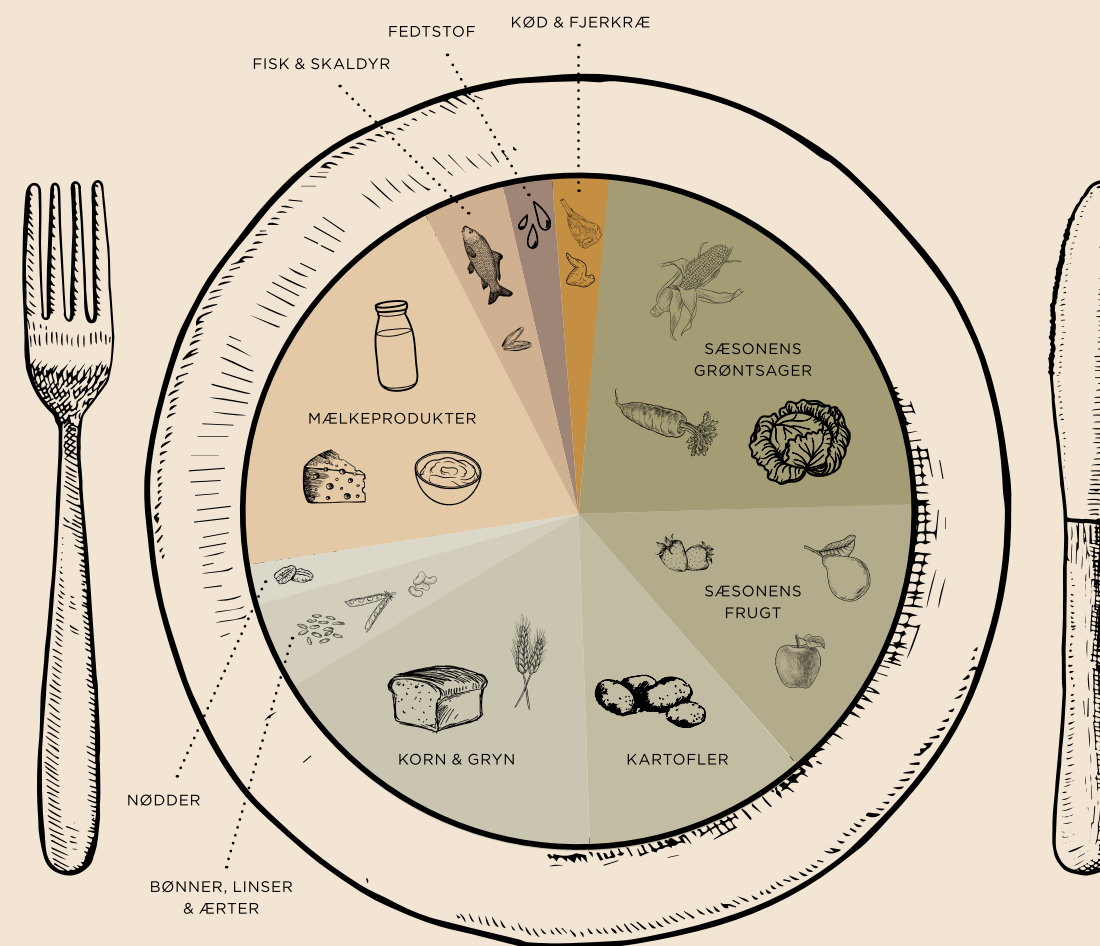 KØD & FJERKRÆ
FEDTSTOF
FISK & SKALDYR
SÆSONENS
GRØNTSAGER
MÆLKEPRODUKTER
SÆSONENS
FRUGT
KORN & GRYN
KARTOFLER
NØDDER
BØNNER, LINSER
& ÆRTER